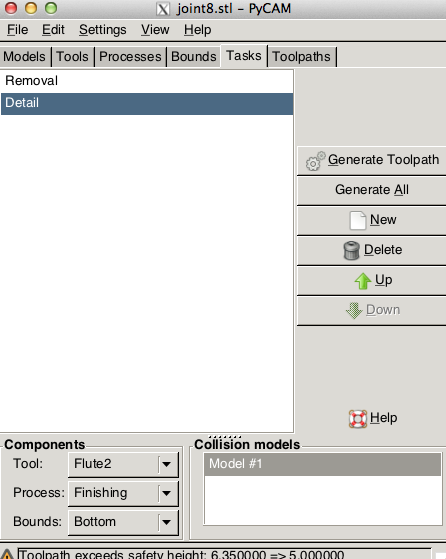 joint8.stl – PyCAM
File Edit Settings View Help
Models Tools Processes Bounds Tasks Toolpaths
Removal
Detail
Generate Toolpath
Generate All
New
Delete
Up
Down
Help
Components
Tool: Flute2
Process: Finishing
Bounds: Bottom
Collision models
Model #1
Toolpath exceeds safety height: 6.350000 => 5.000000